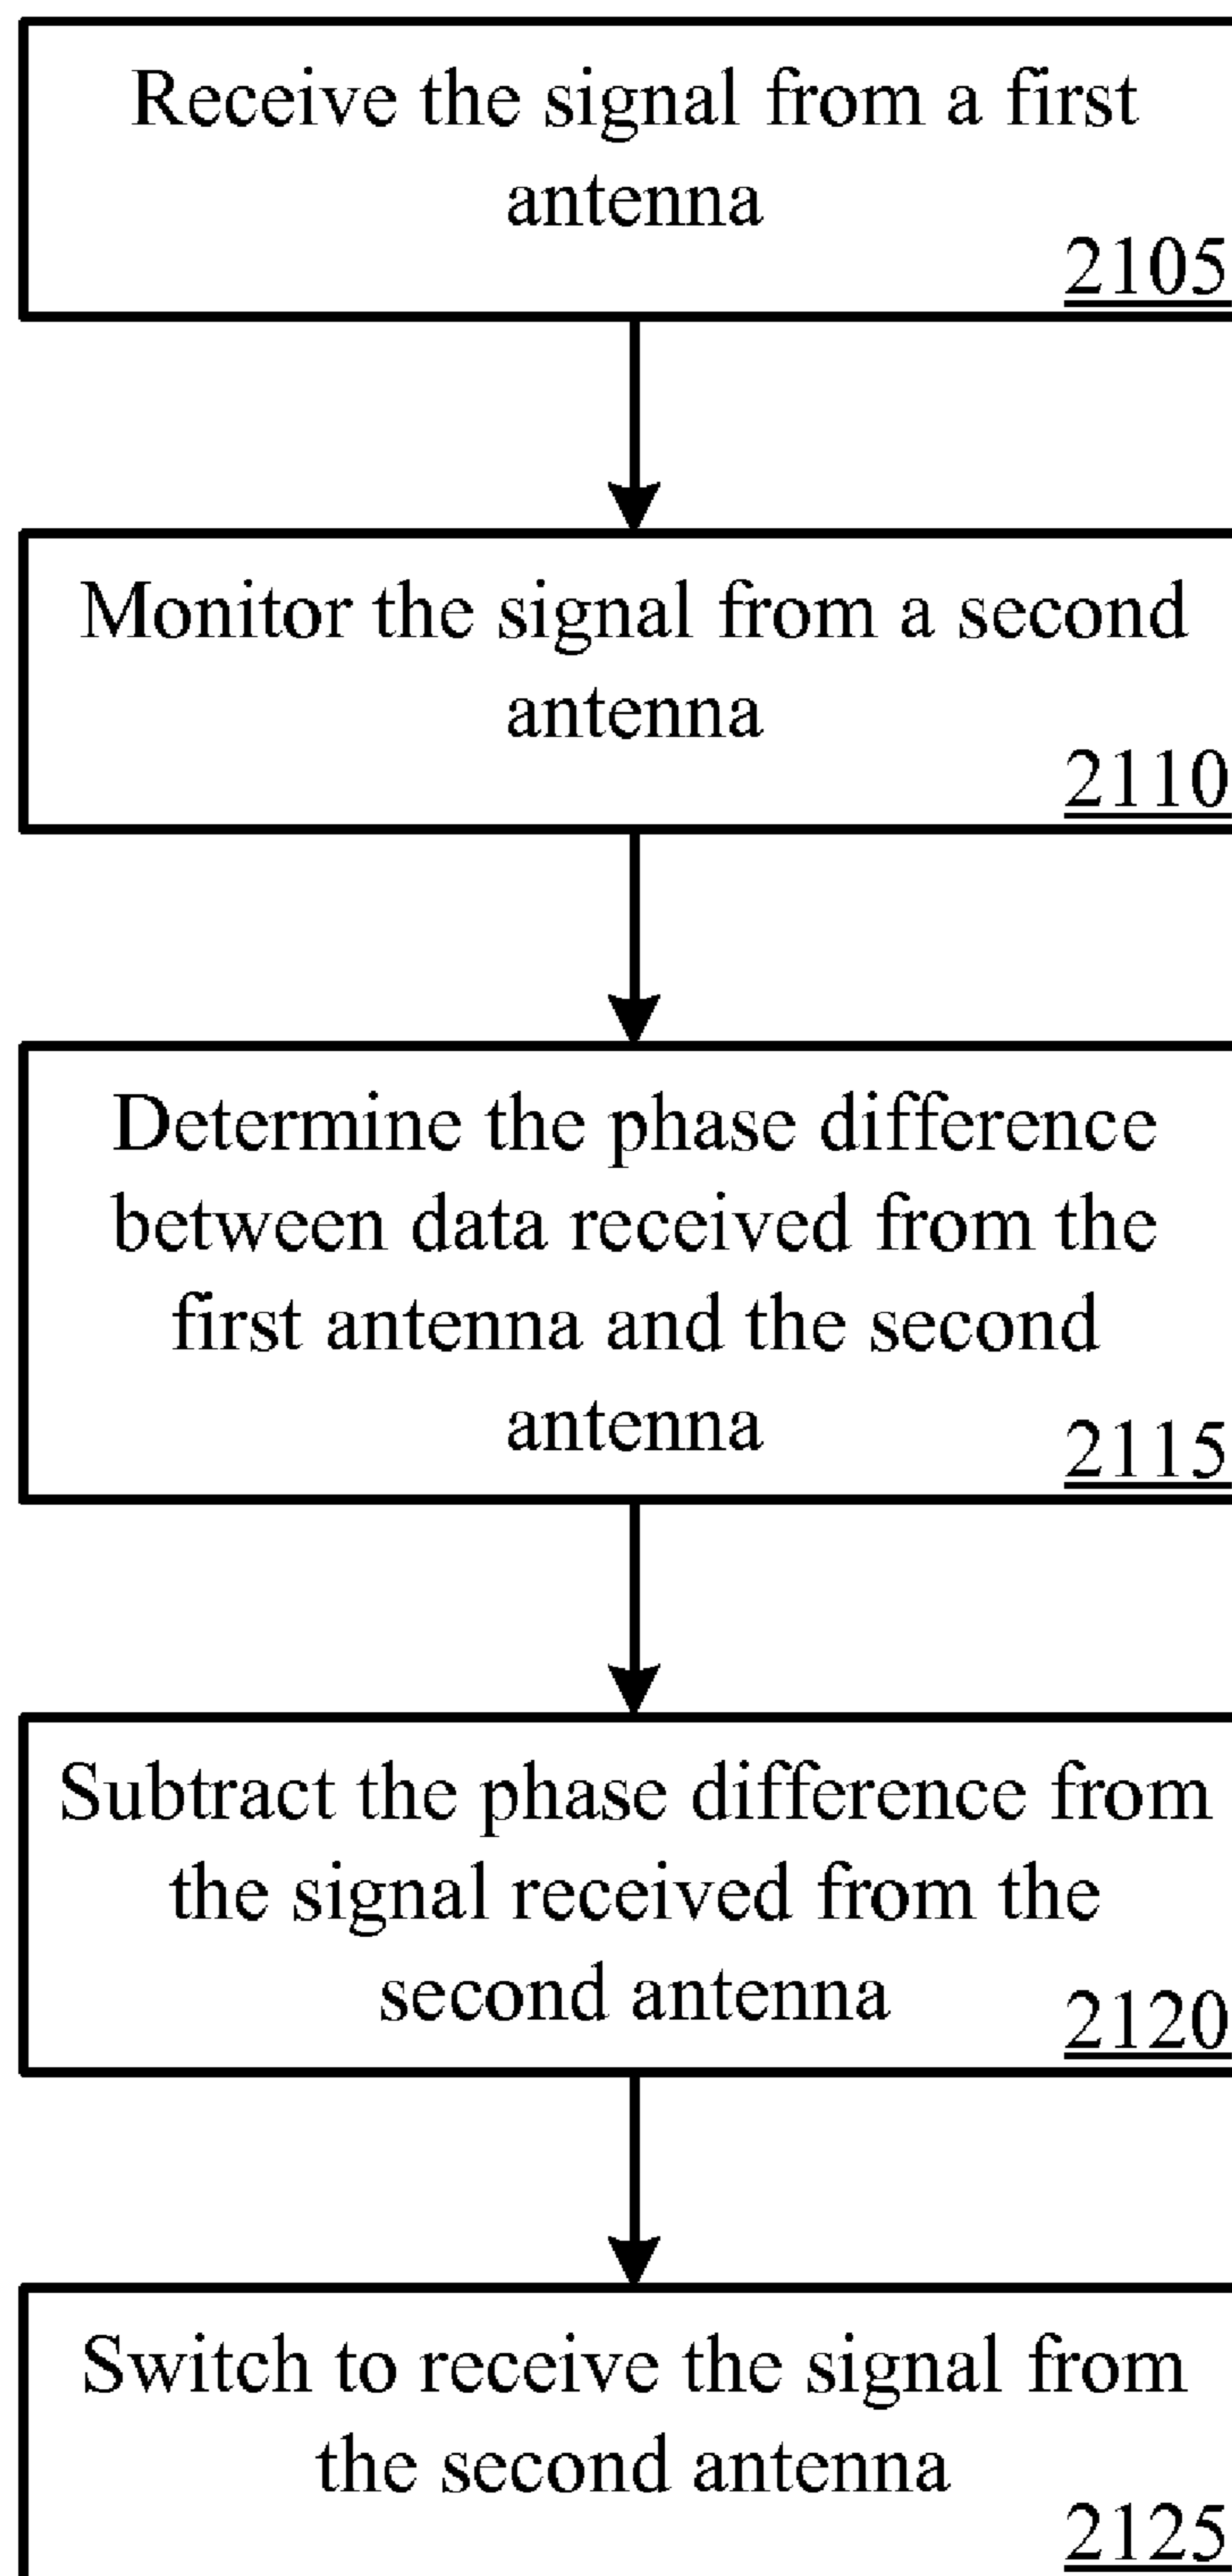 Receive the signal from a first
antenna
2105
Monitor the signal from a second
antenna
2110
Determine the phase difference
between data received from the
first antenna and the second
antenna
2115
Subtract the phase difference from
the signal received from the
second antenna
2120
Switch to receive the signal from
the second antenna
2125